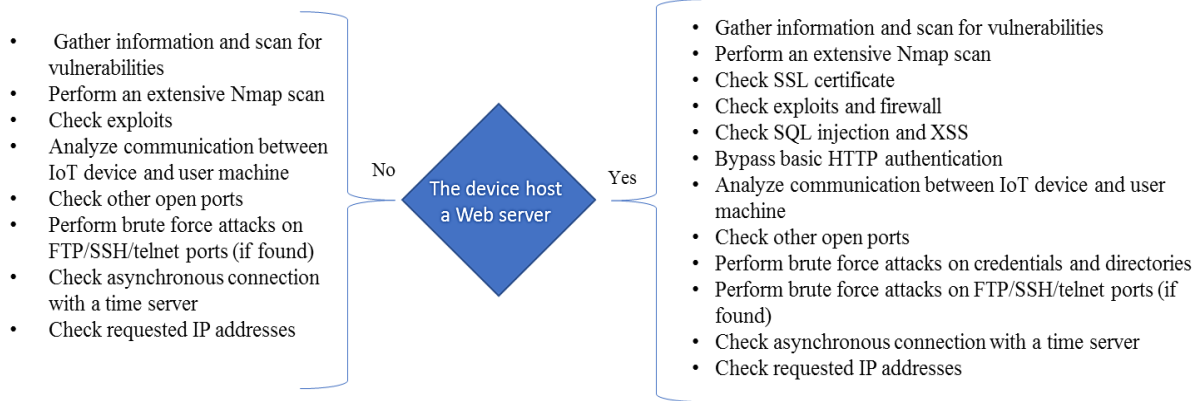 • Gather information and scan for
vulnerabilities
• Perform an extensive Nmap scan
• Check exploits
• Analyze communication between
IoT device and user machine
• Check other open ports
• Perform brute force attacks on
FTP/SSH/telnet ports (if found)
• Check asynchronous connection
with a time server
• Check requested IP addresses
No
The device host
a Web server
Yes
• Gather information and scan for vulnerabilities
• Perform an extensive Nmap scan
• Check SSL certificate
• Check exploits and firewall
• Check SQL injection and XSS
• Bypass basic HTTP authentication
• Analyze communication between IoT device and user
machine
• Check other open ports
• Perform brute force attacks on credentials and directories
• Perform brute force attacks on FTP/SSH/telnet ports (if
found)
• Check asynchronous connection with a time server
• Check requested IP addresses